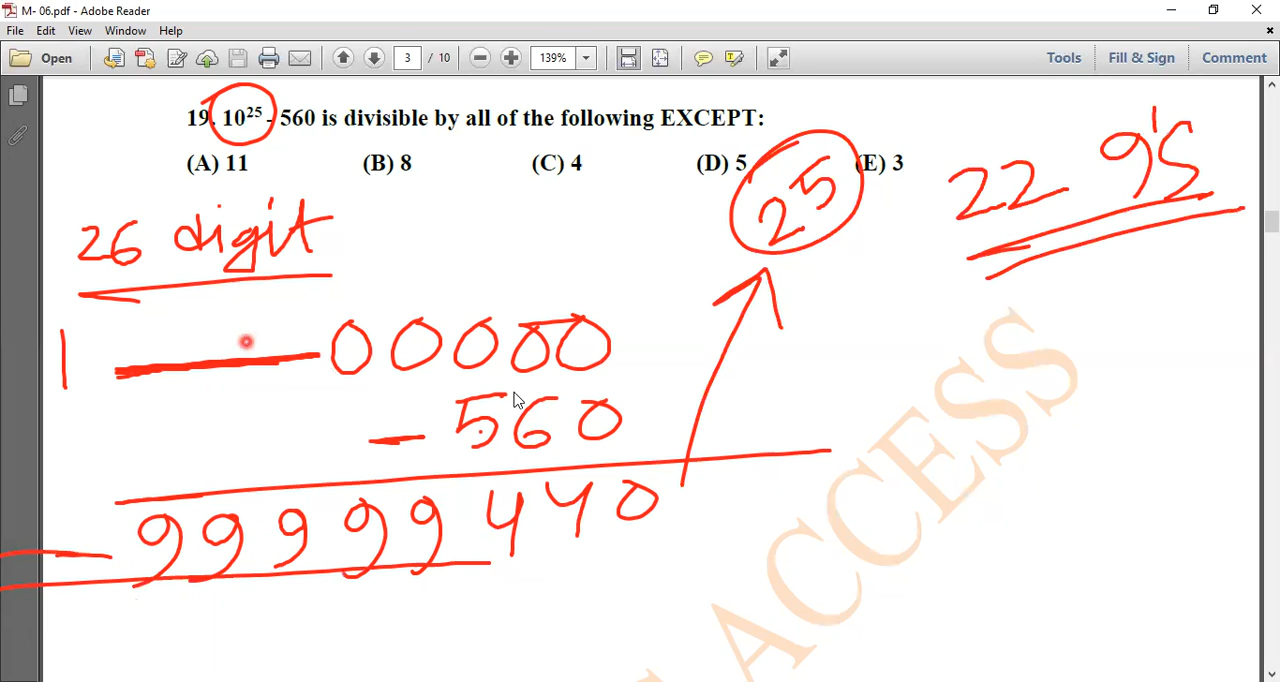 M- 06.pdf - Adobe Reader
File Edit View Window Help
Open 3 / 10 139% Tools Fill & Sign Comment
19. 10²⁵ - 560 is divisible by all of the following EXCEPT:
(A) 11 (B) 8 (C) 4 (D) 5 (E) 3
25
22 9's
26 digit
1 00000
- 560
99999440
ACCESS